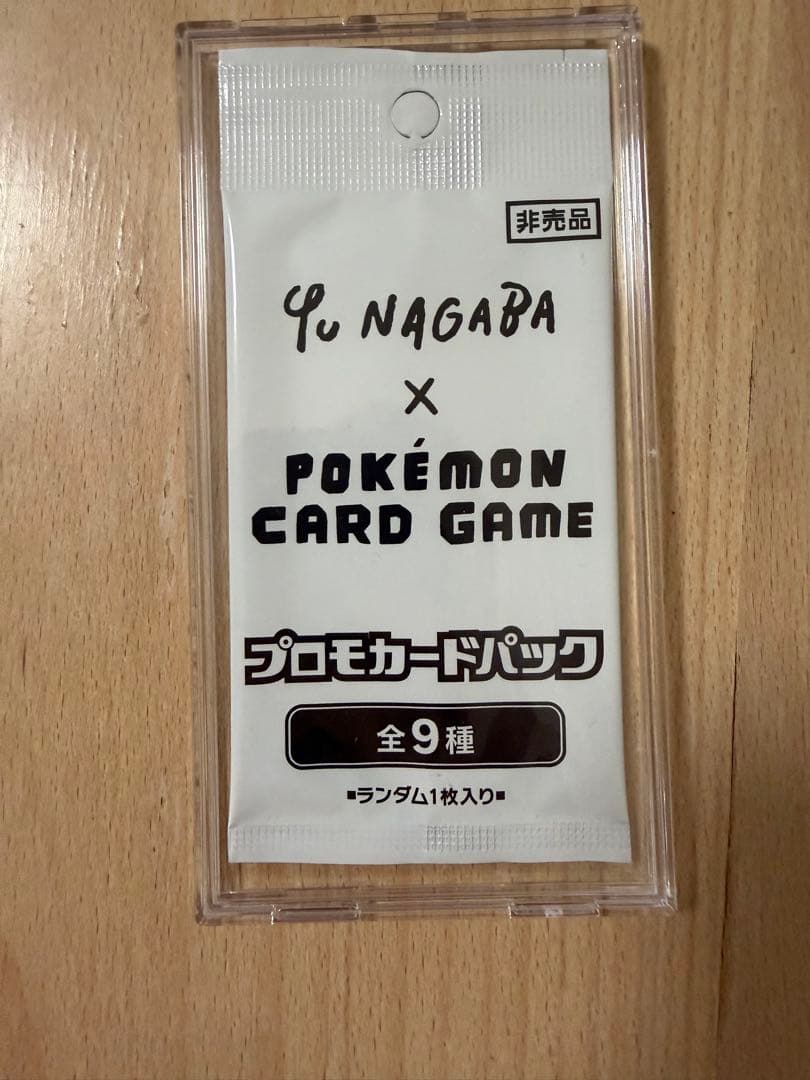 非売品
Yu NAGABA
×
POKÉMON
CARD GAME
プロモカードパック
全9種
■ランダム1枚入り■